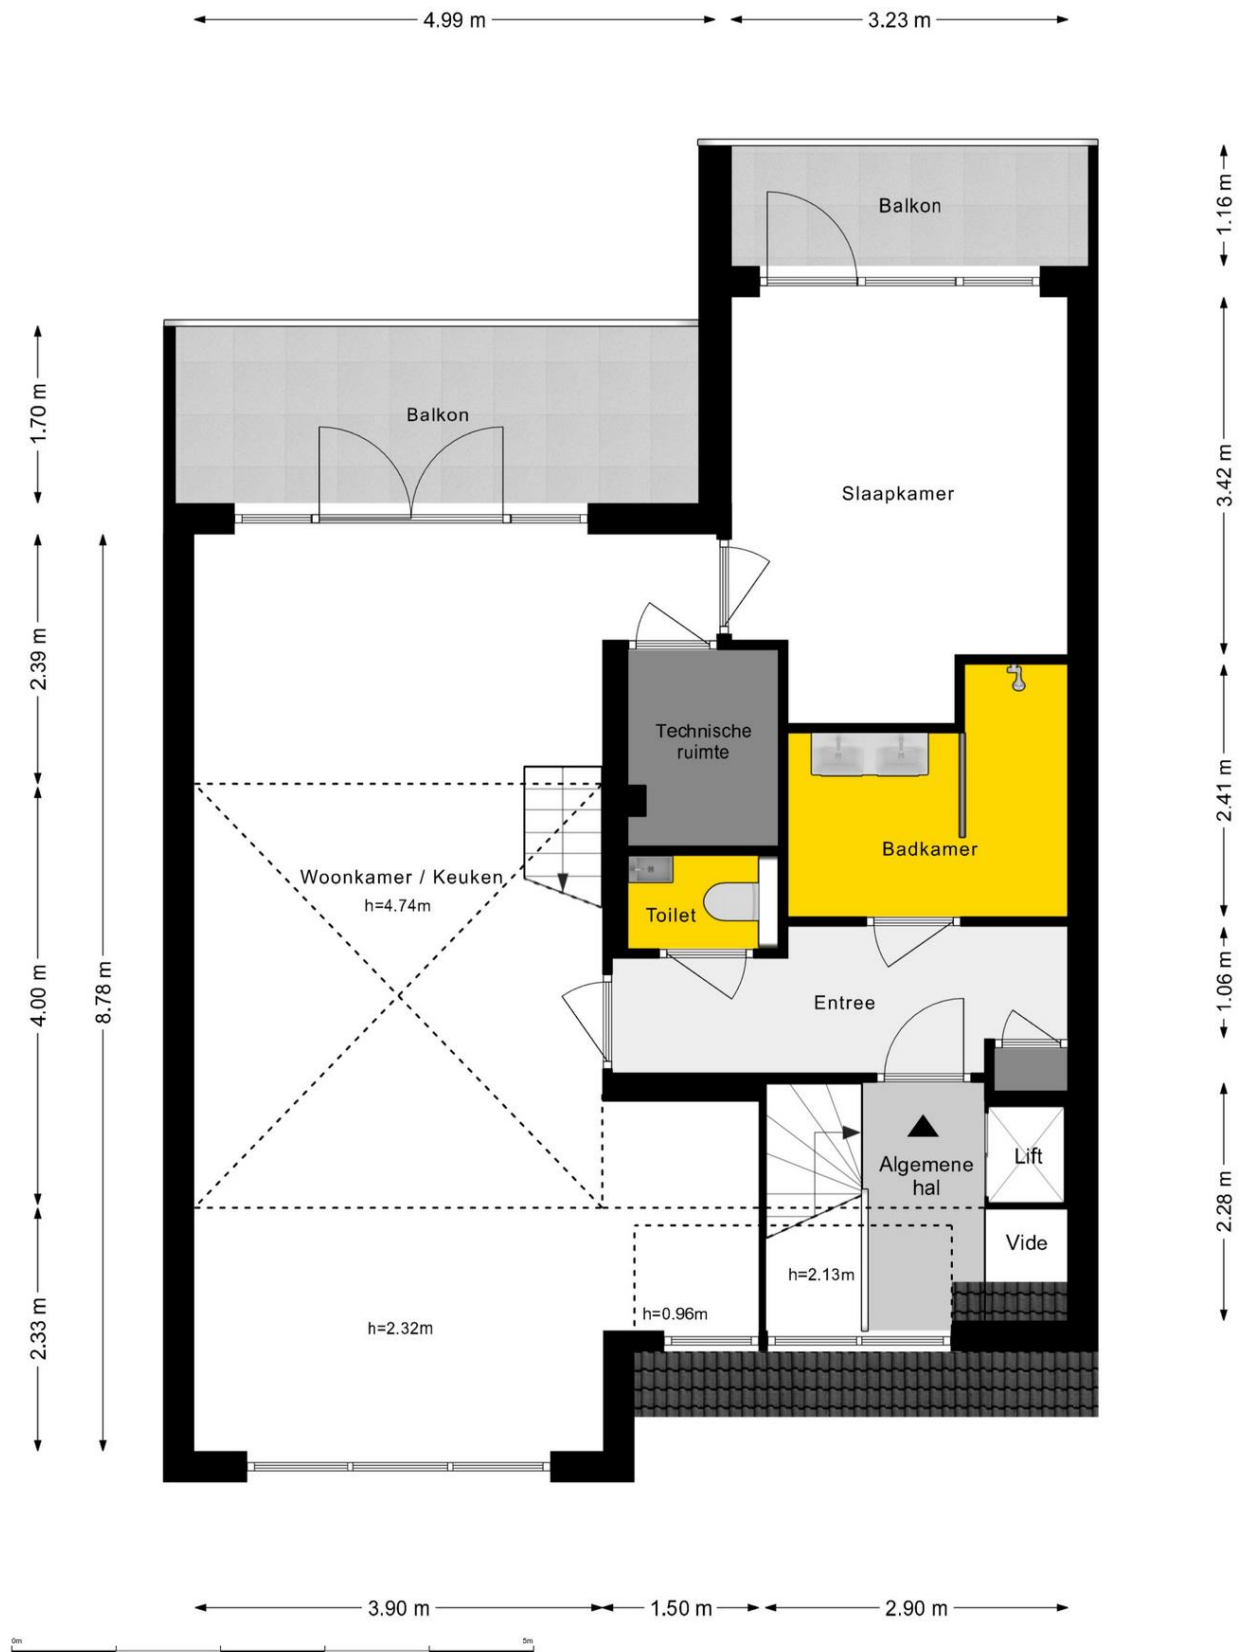 4.99 m
3.23 m
Balkon
1.16 m
1.70 m
Balkon
3.42 m
Slaapkamer
2.39 m
Technische
ruimte
2.41 m
Badkamer
Woonkamer / Keuken
h=4.74m
Toilet
4.00 m
8.78 m
Entree
1.06 m
Algemene
hal
Lift
2.28 m
Vide
h=2.13m
h=0.96m
h=2.32m
2.33 m
3.90 m
1.50 m
2.90 m
0m
5m